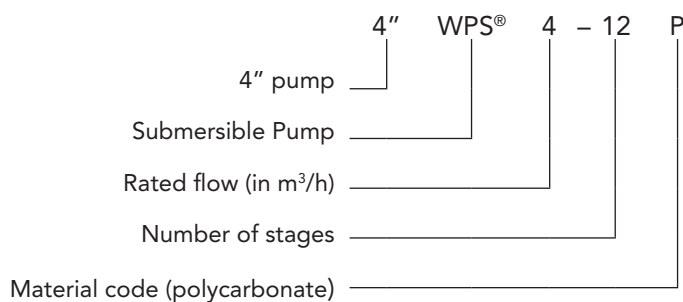 4″ WPS® 4 – 12 P
4″ pump
Submersible Pump
Rated flow (in m³/h)
Number of stages
Material code (polycarbonate)